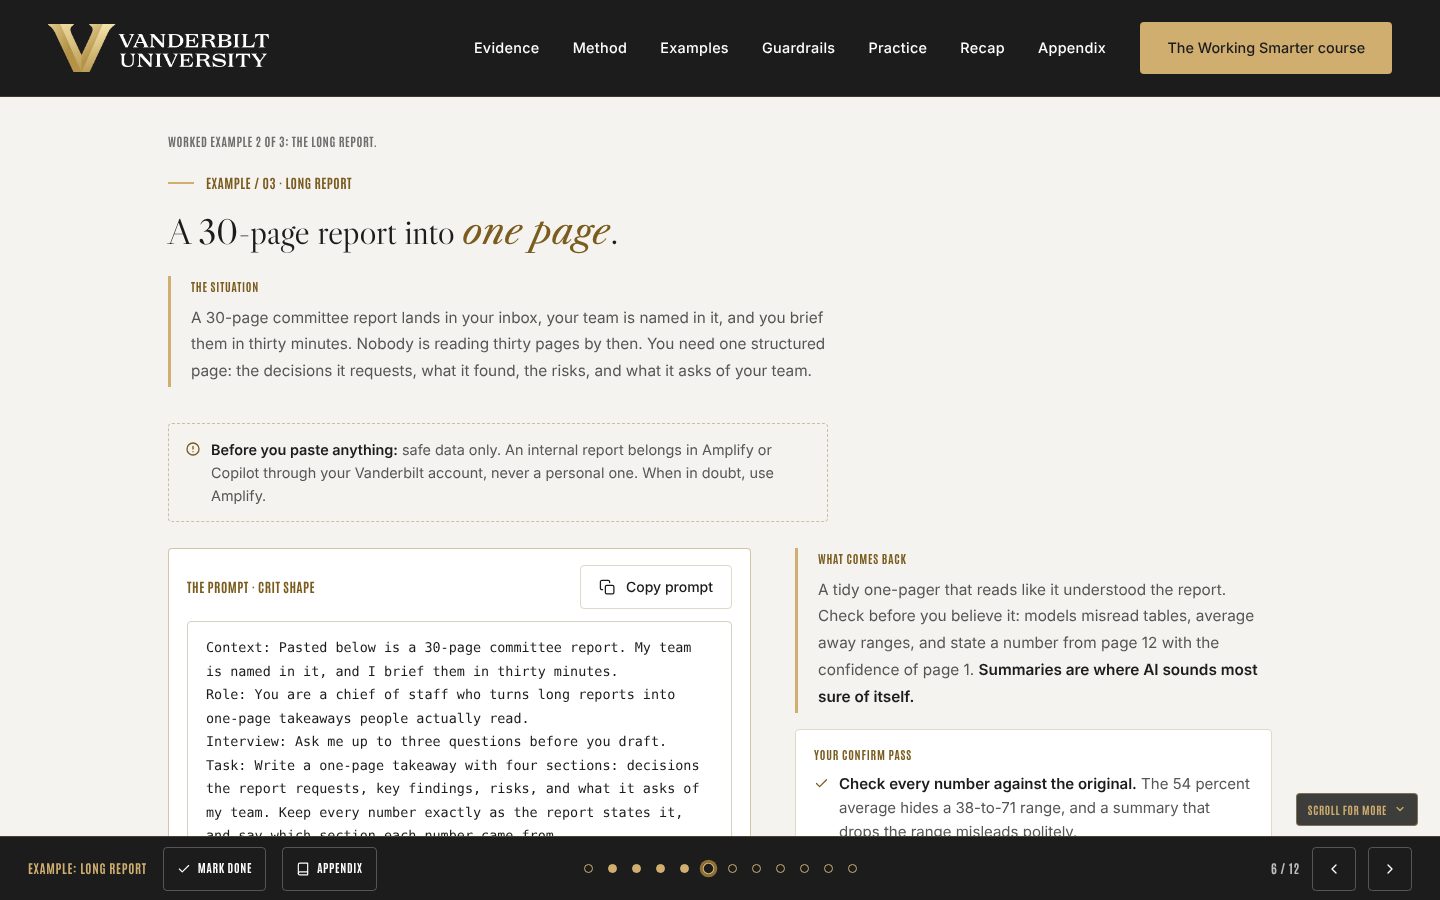 VANDERBILT
UNIVERSITY
Evidence
Method
Examples
Guardrails
Practice
Recap
Appendix
The Working Smarter course
WORKED EXAMPLE 2 OF 3: THE LONG REPORT.
EXAMPLE / 03 · LONG REPORT
A 30-page report into one page.
THE SITUATION
A 30-page committee report lands in your inbox, your team is named in it, and you brief
them in thirty minutes. Nobody is reading thirty pages by then. You need one structured
page: the decisions it requests, what it found, the risks, and what it asks of your team.
Before you paste anything: safe data only. An internal report belongs in Amplify or
Copilot through your Vanderbilt account, never a personal one. When in doubt, use
Amplify.
THE PROMPT · CRIT SHAPE
Copy prompt
Context: Pasted below is a 30-page committee report. My team
is named in it, and I brief them in thirty minutes.
Role: You are a chief of staff who turns long reports into
one-page takeaways people actually read.
Interview: Ask me up to three questions before you draft.
Task: Write a one-page takeaway with four sections: decisions
the report requests, key findings, risks, and what it asks of
my team. Keep every number exactly as the report states it,
and say which section each number came from.
WHAT COMES BACK
A tidy one-pager that reads like it understood the report.
Check before you believe it: models misread tables, average
away ranges, and state a number from page 12 with the
confidence of page 1. Summaries are where AI sounds most
sure of itself.
YOUR CONFIRM PASS
Check every number against the original. The 54 percent
average hides a 38-to-71 range, and a summary that
drops the range misleads politely.
SCROLL FOR MORE
EXAMPLE: LONG REPORT
MARK DONE
APPENDIX
6 / 12